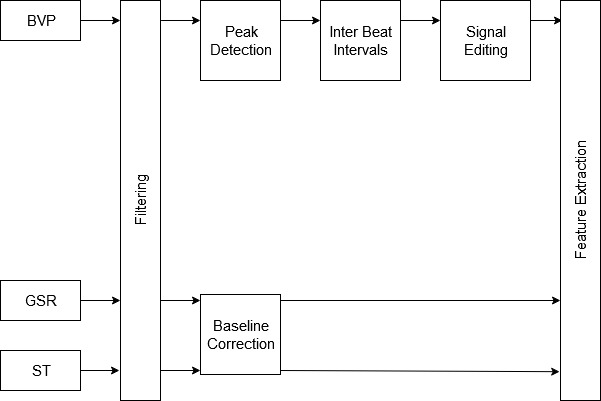 BVP
Filtering
Peak
Detection
Inter Beat
Intervals
Signal
Editing
Feature Extraction
GSR
Baseline
Correction
ST